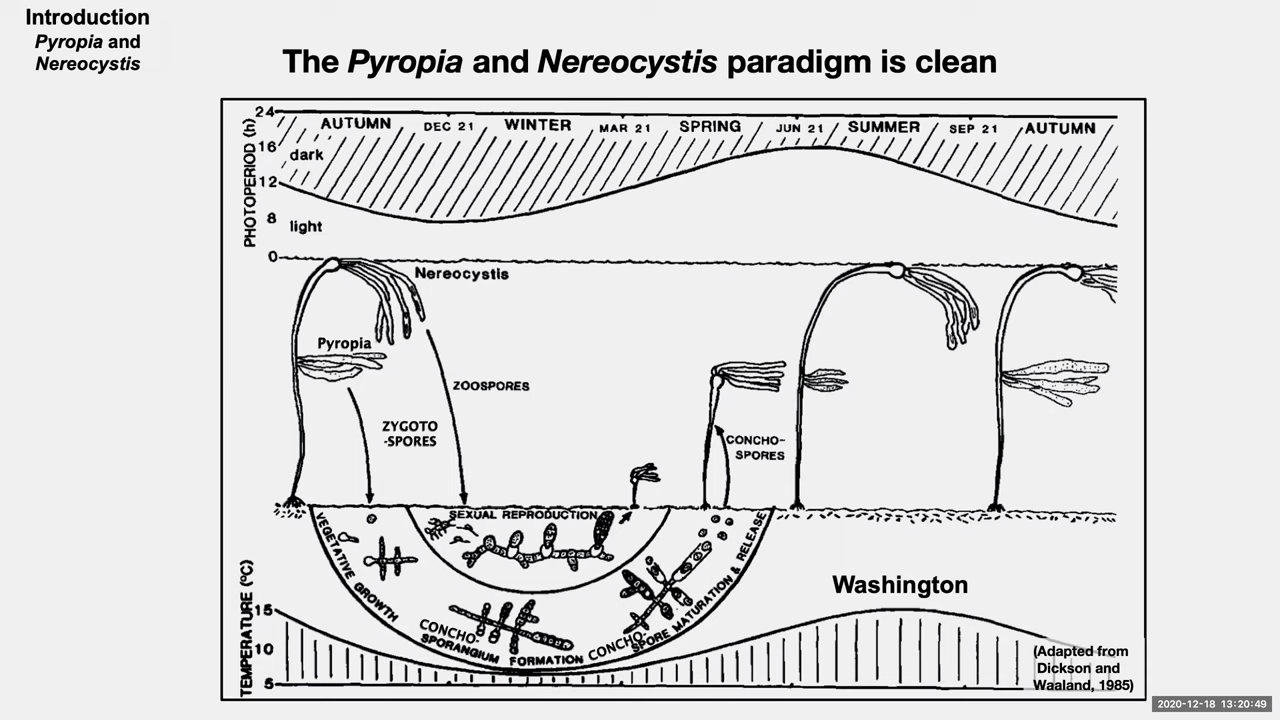 Introduction
Pyropia and
Nereocystis
The Pyropia and Nereocystis paradigm is clean
PHOTOPERIOD (h)
24
16
12
8
0
AUTUMN DEC 21 WINTER MAR 21 SPRING JUN 21 SUMMER SEP 21 AUTUMN
dark
light
Nereocystis
Pyropia
ZOOSPORES
ZYGOTO
-SPORES
CONCHO-
SPORES
SEXUAL REPRODUCTION
VEGETATIVE GROWTH
CONCHO-
SPORANGIUM FORMATION
CONCHO-
SPORE MATURATION & RELEASE
Washington
TEMPERATURE (°C)
15
10
5
(Adapted from
Dickson and
Waaland, 1985)
2020-12-18 13:20:49